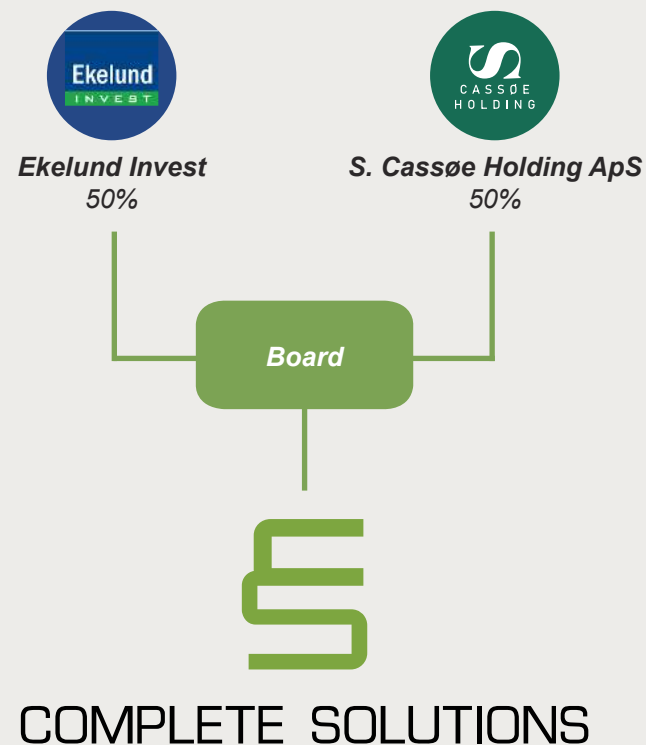 Ekelund
INVEST
CASSØE
HOLDING
Ekelund Invest
50%
S. Cassøe Holding ApS
50%
Board
COMPLETE SOLUTIONS